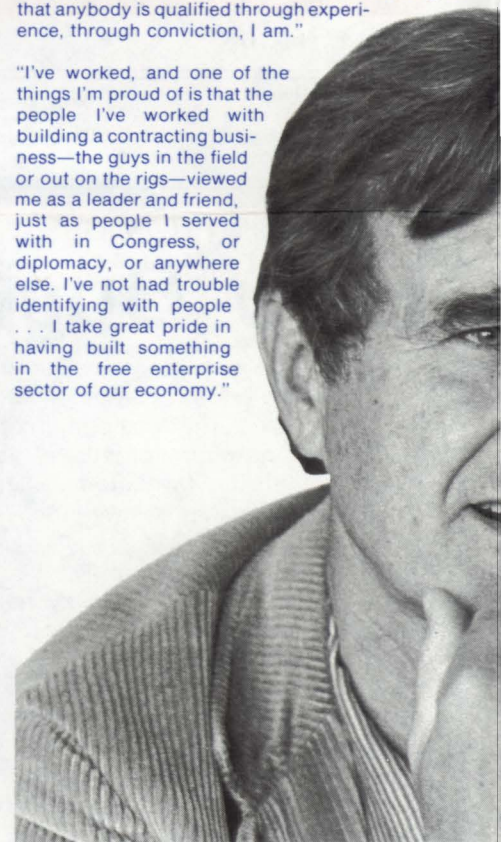 that anybody is qualified through experi-
ence, through conviction, I am."
"I've worked, and one of the
things I'm proud of is that the
people I've worked with
building a contracting busi-
ness—the guys in the field
or out on the rigs—viewed
me as a leader and friend,
just as people I served
with in Congress, or
diplomacy, or anywhere
else. I've not had trouble
identifying with people
. . . I take great pride in
having built something
in the free enterprise
sector of our economy."